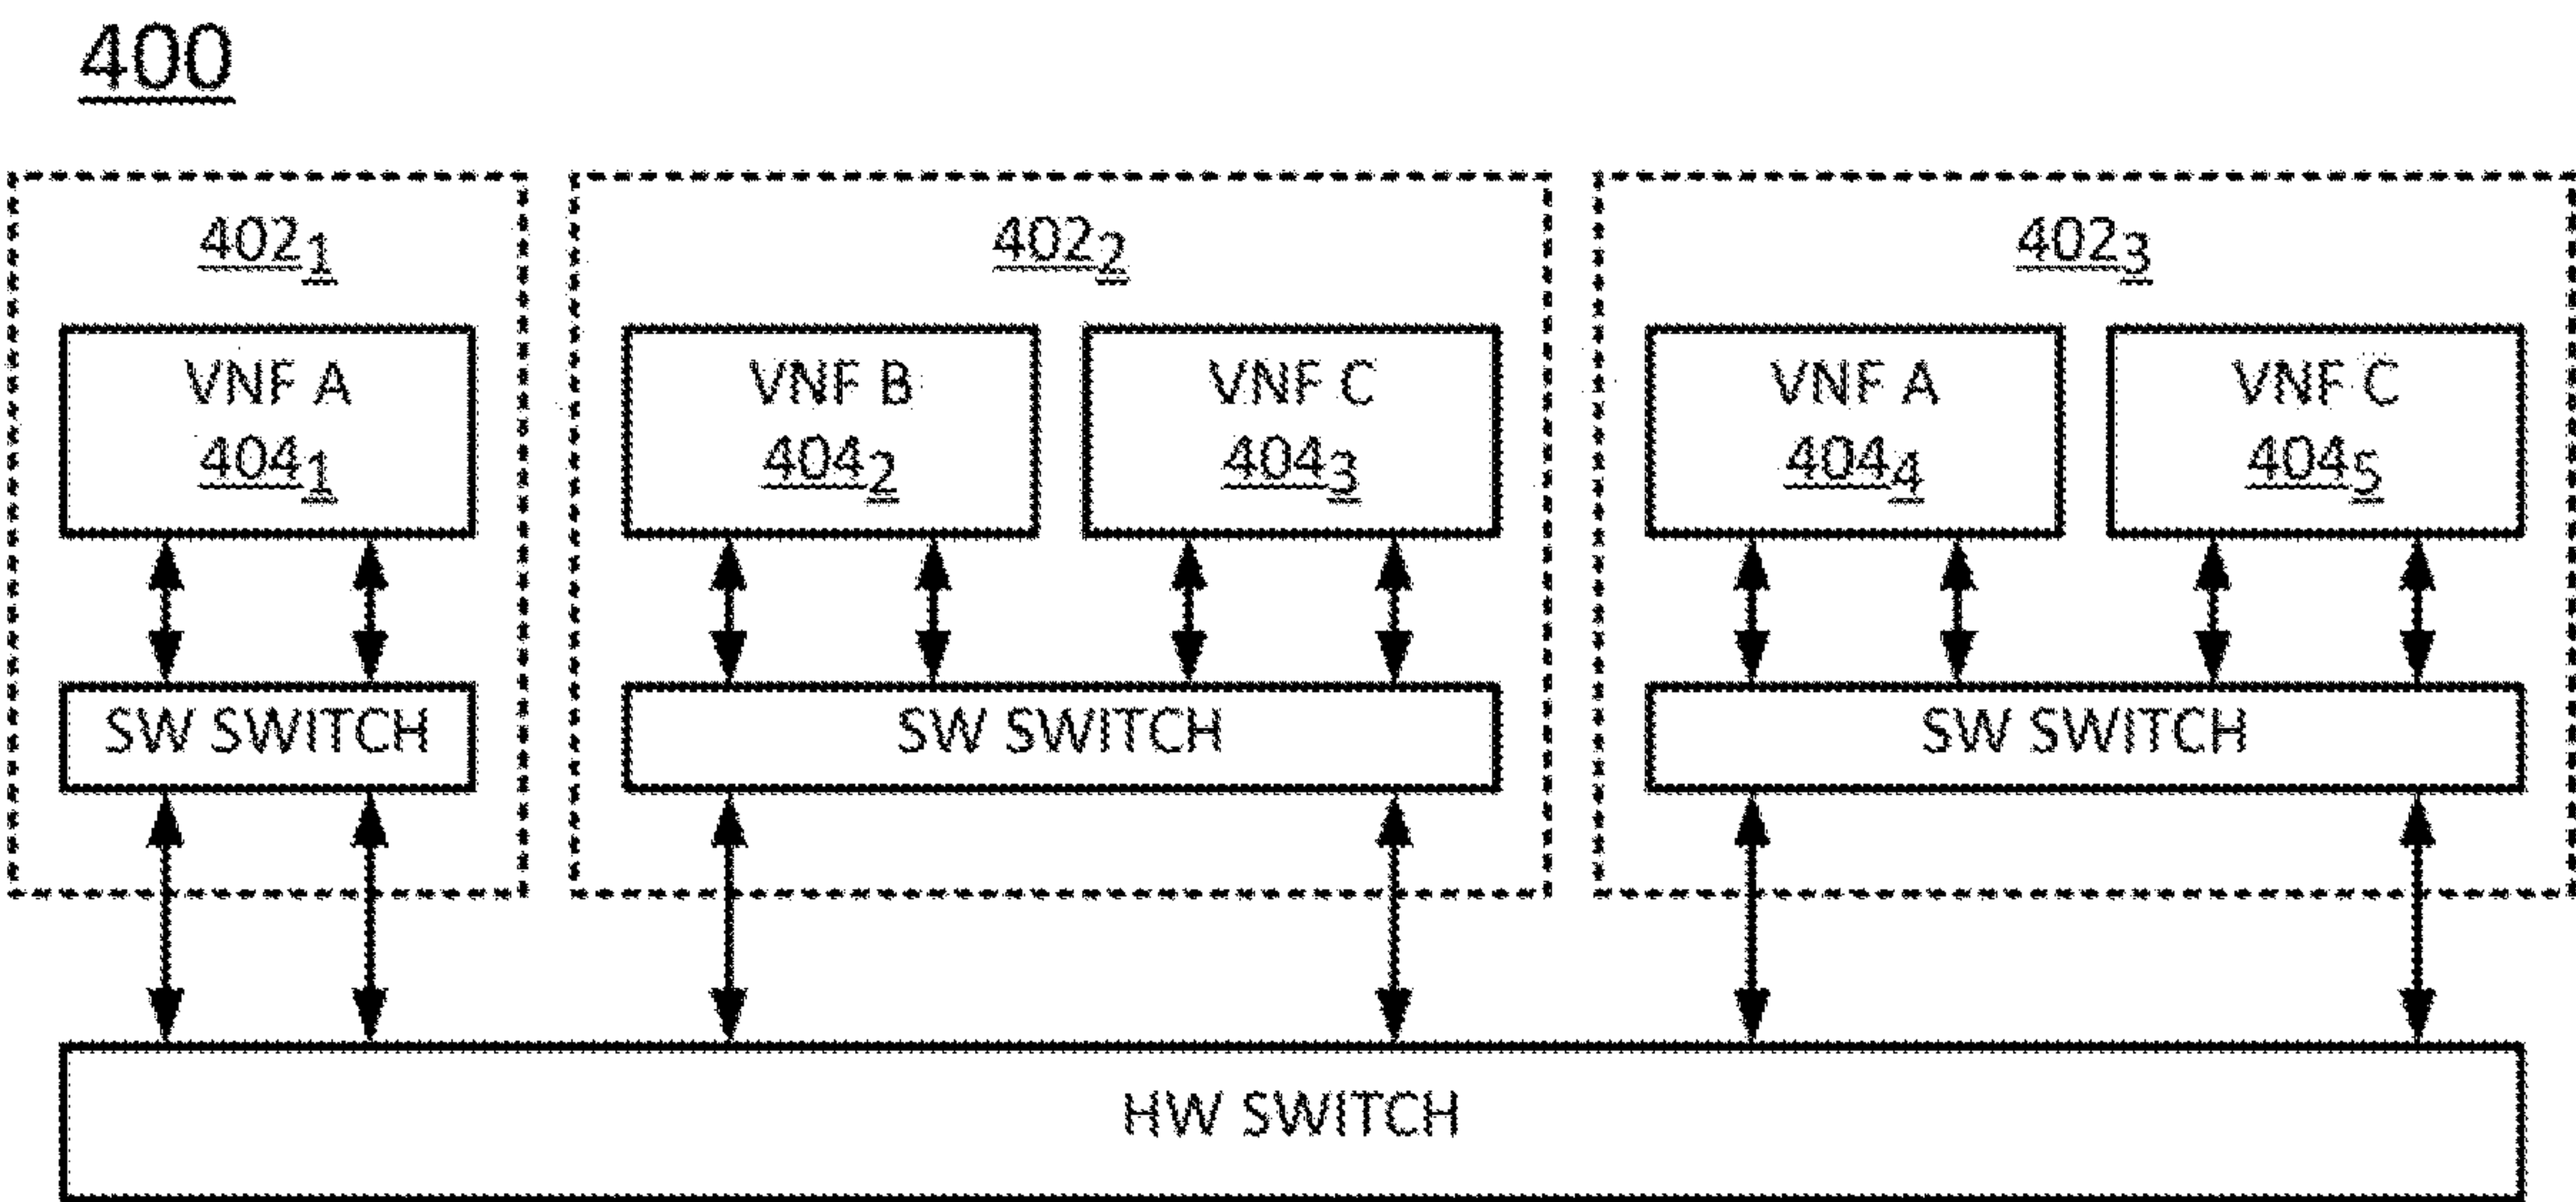 400
402₁
402₂
402₃
VNF A
404₁
VNF B
404₂
VNF C
404₃
VNF A
404₄
VNF C
404₅
SW SWITCH
SW SWITCH
SW SWITCH
HW SWITCH